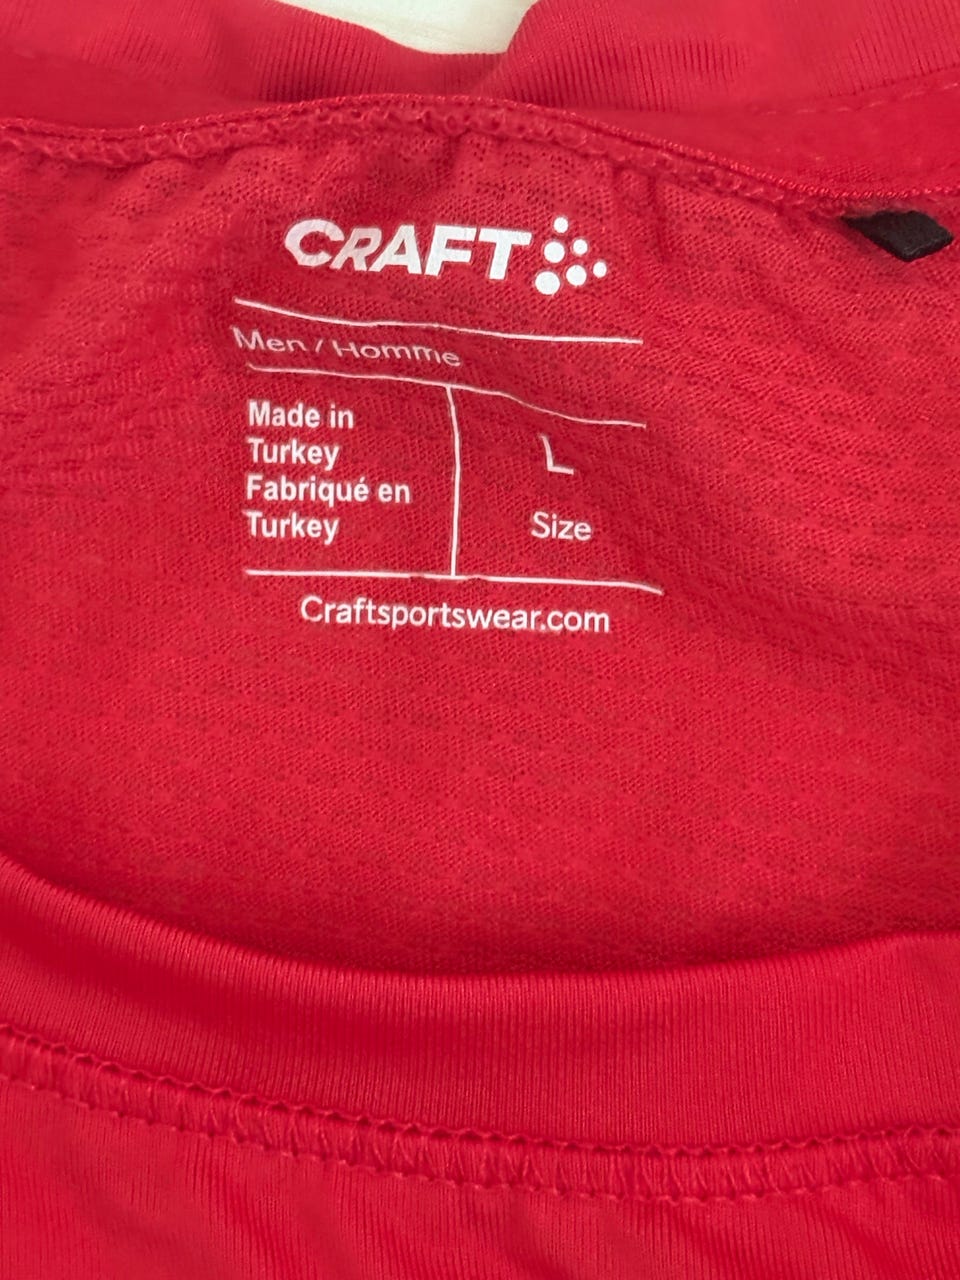 CRAFT
Men / Homme
Made in
Turkey
Fabriqué en
Turkey
L
Size
Craftsportswear.com